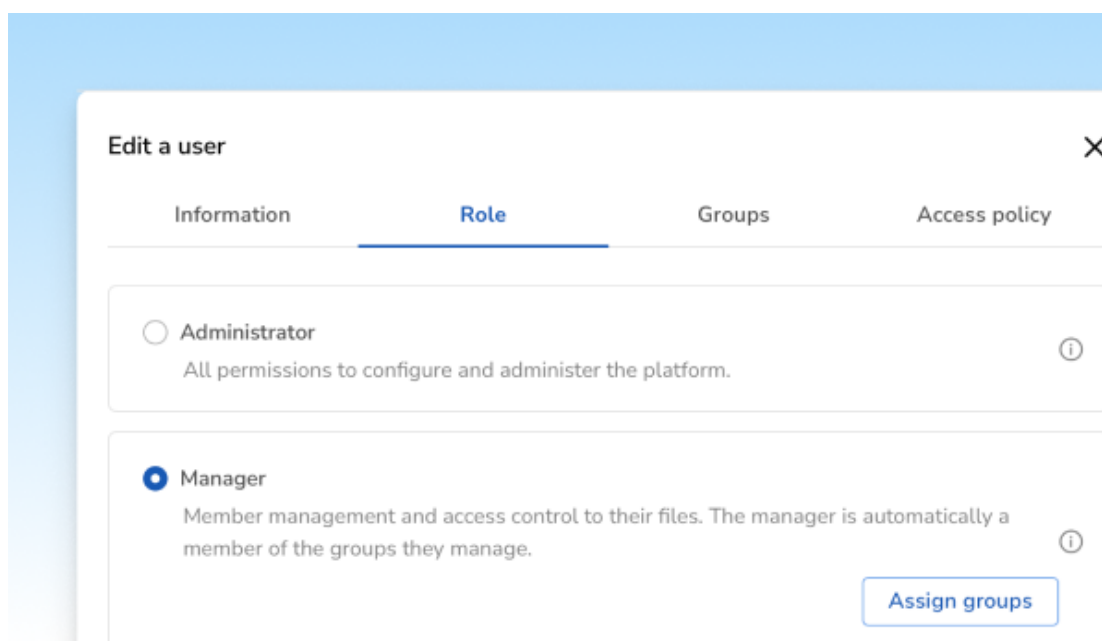 Edit a user
Information Role Groups Access policy
Administrator
All permissions to configure and administer the platform.
Manager
Member management and access control to their files. The manager is automatically a
member of the groups they manage.
Assign groups